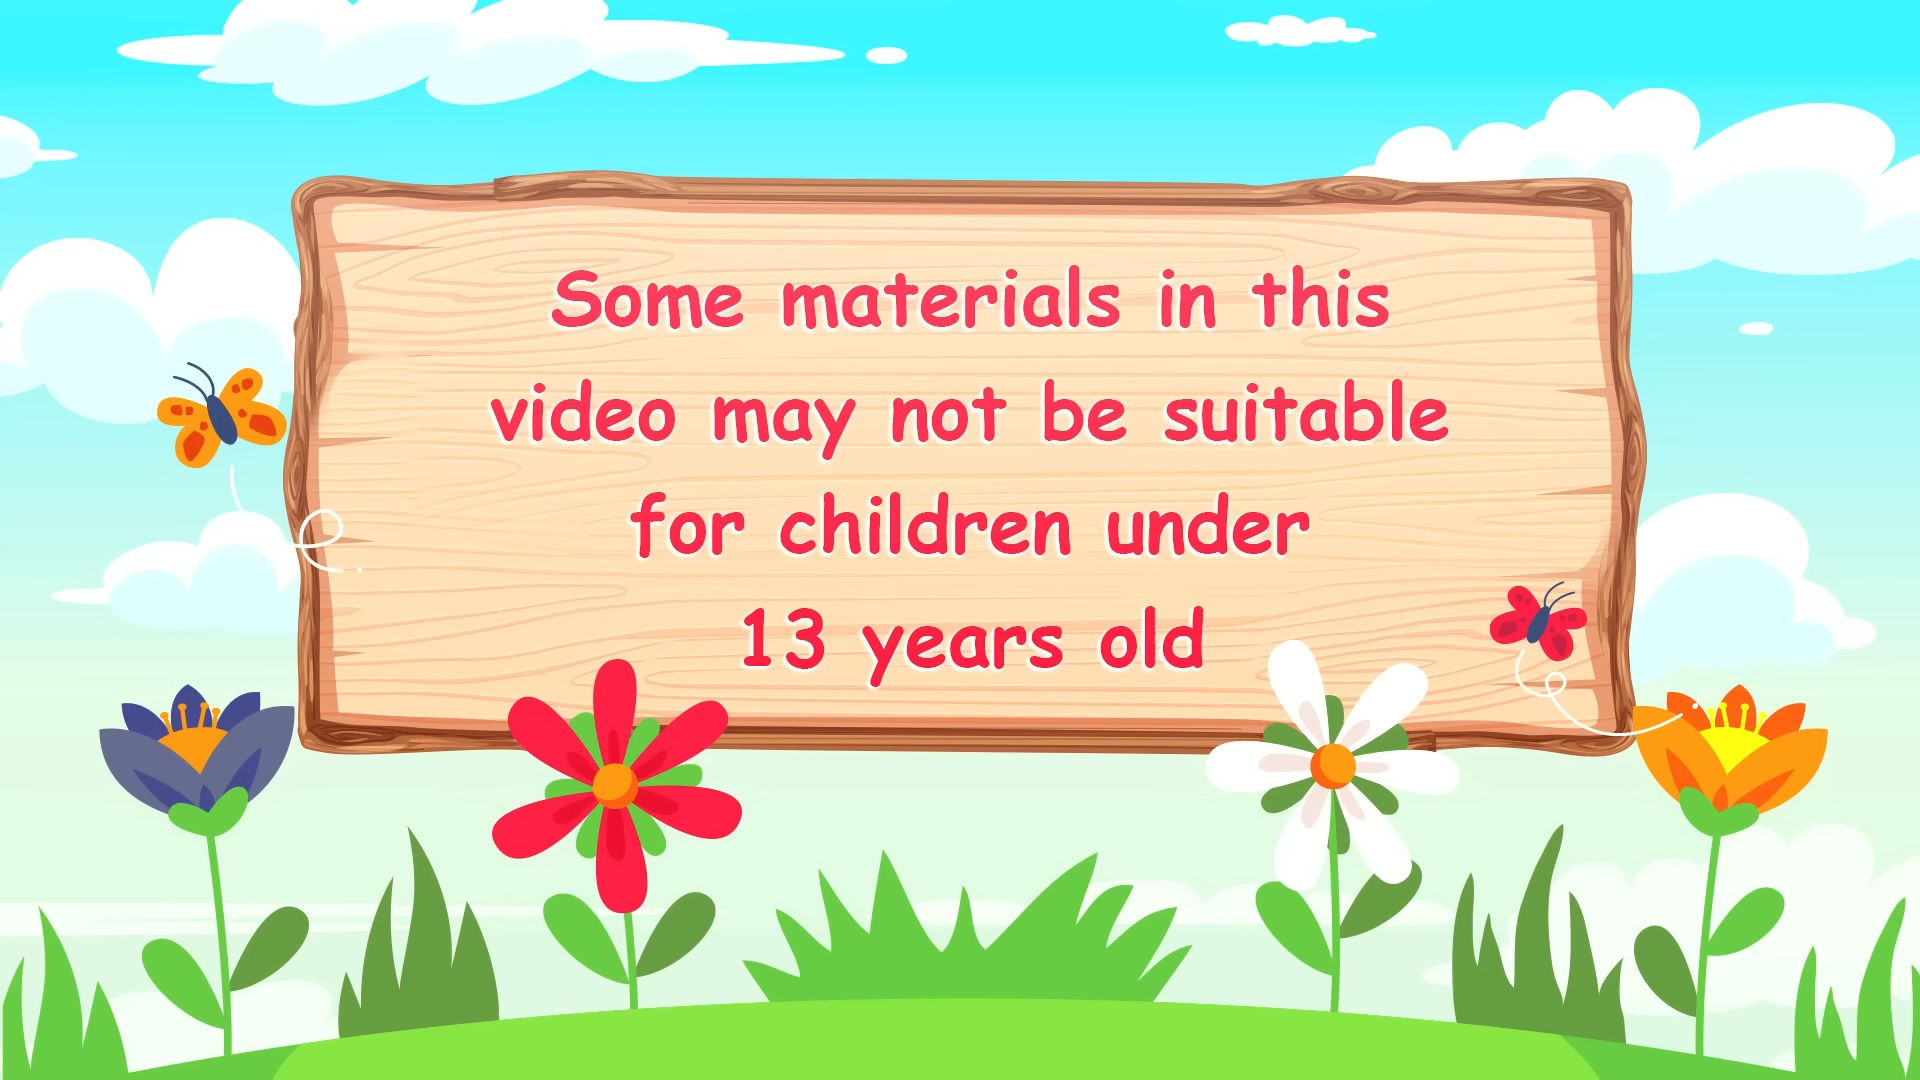 Some materials in this
video may not be suitable
for children under
13 years old